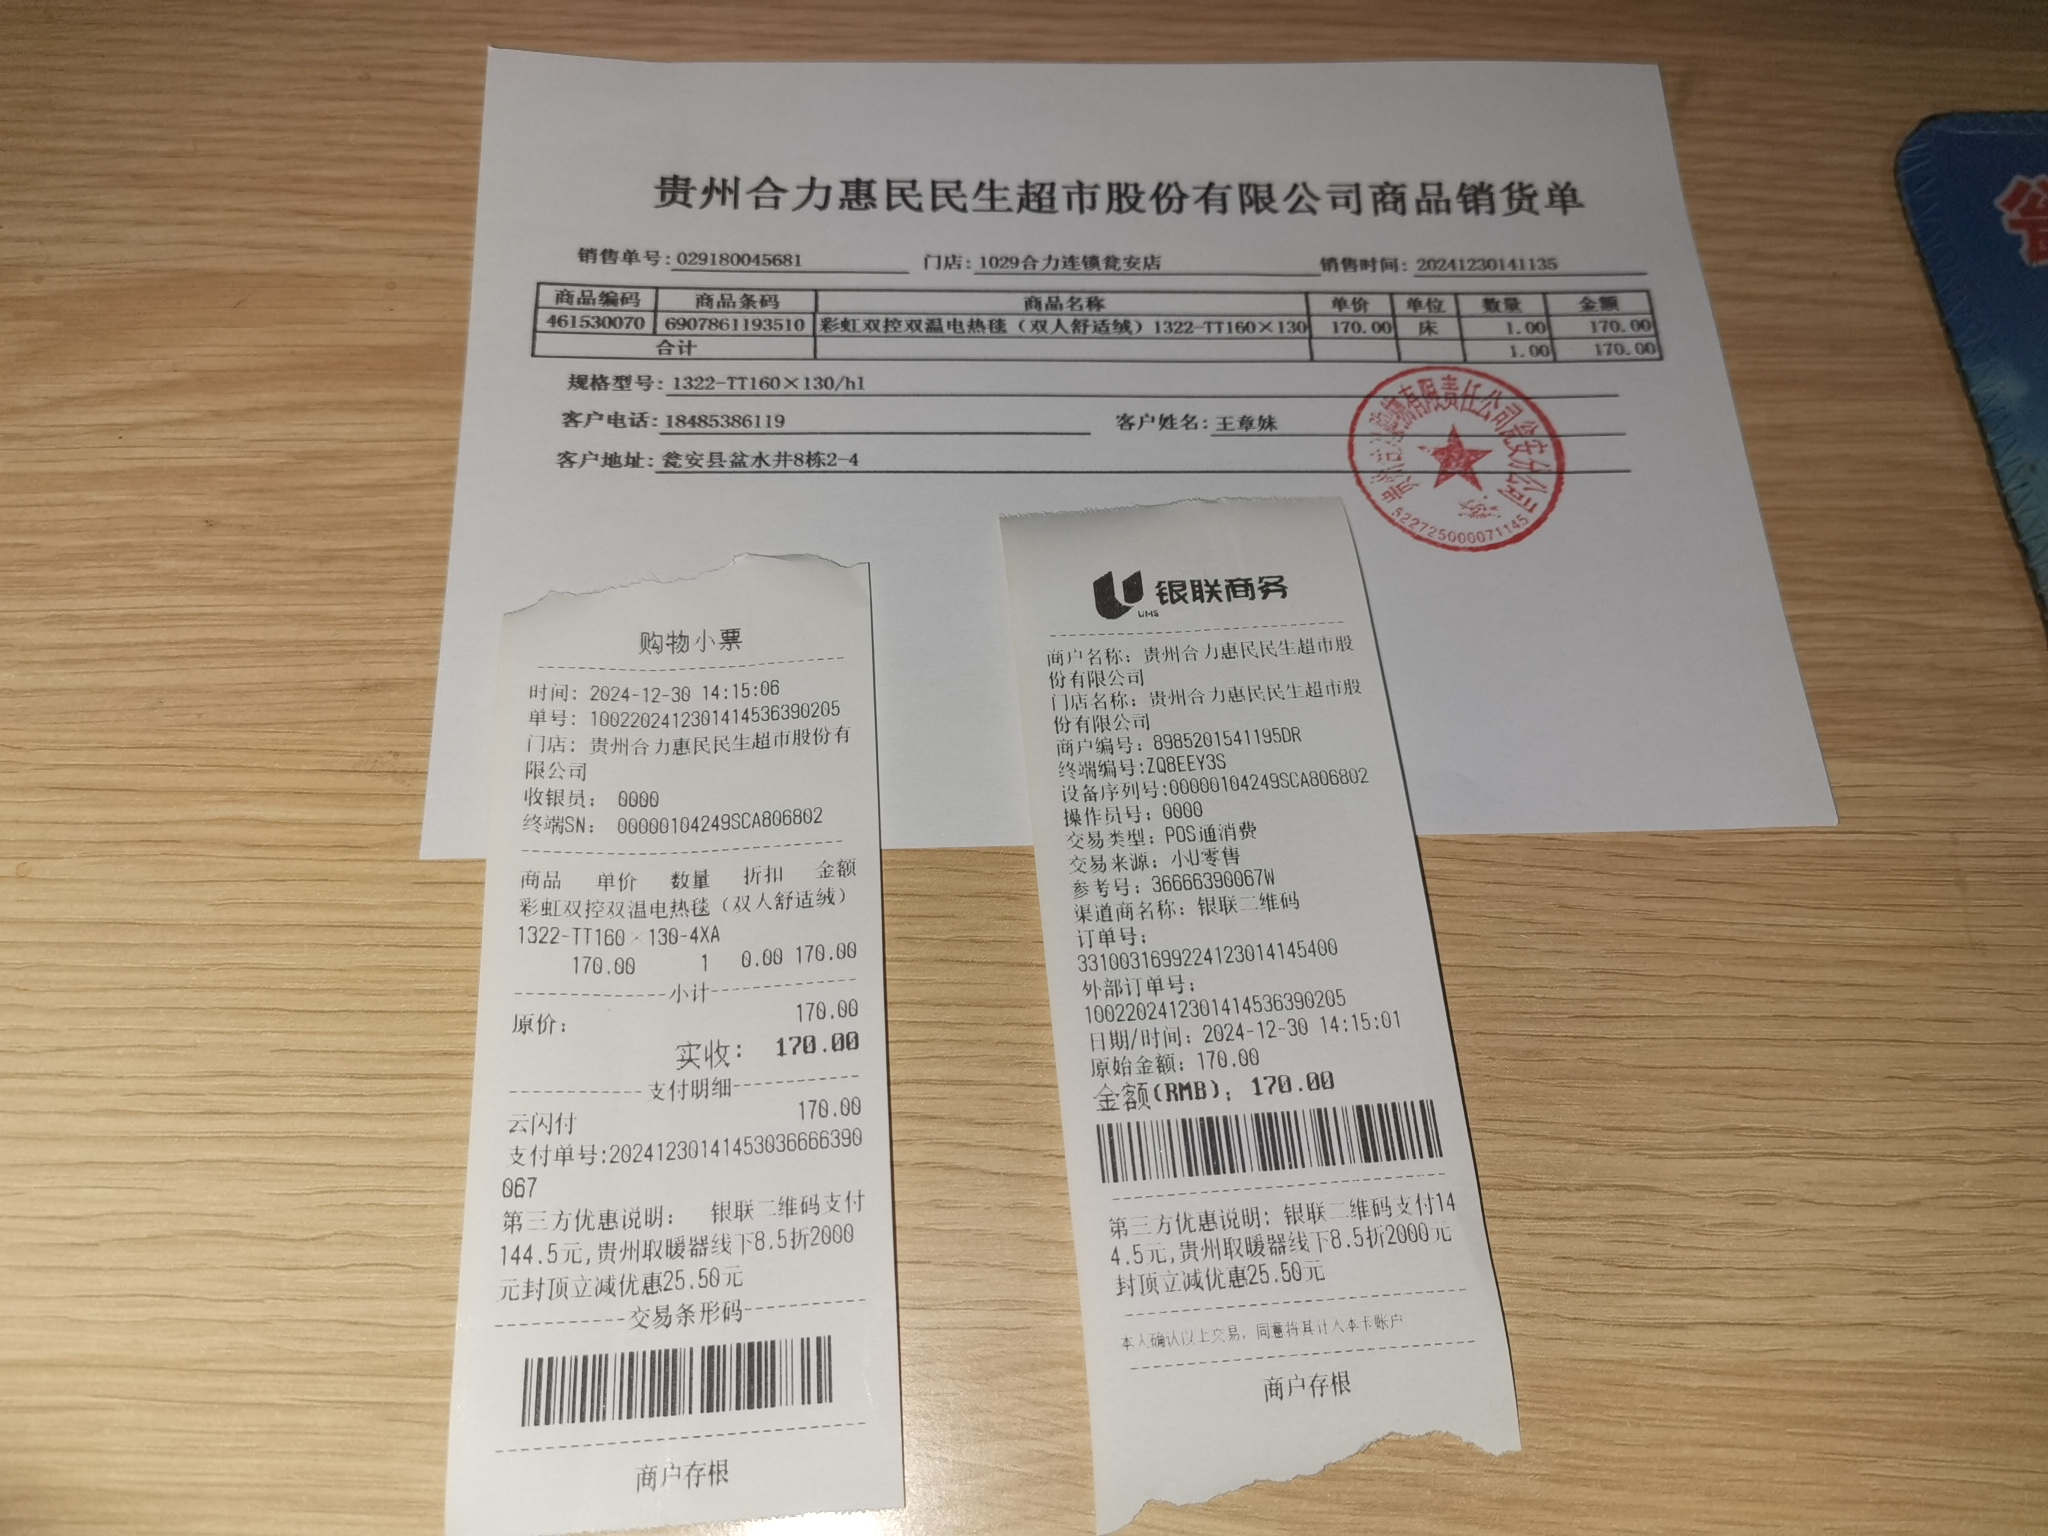 贵州合力惠民民生超市股份有限公司商品销货单
销售单号：029180045681 门店：1029合力连锁瓮安店 销售时间：20241230141135
商品编码 商品条码 商品名称 单价 单位 数量 金额
461530070 6907861193510 彩虹双控双温电热毯（双人舒适绒）1322-TT160×130 170.00 床 1.00 170.00
合计 1.00 170.00
规格型号：1322-TT160×130/hl
客户电话：18485386119 客户姓名：王章妹
客户地址：瓮安县盆水井8栋2-4
有限责任公司瓮安分公司
522725000071145
购物小票
时间：2024-12-30 14:15:06
单号：1002202412301414536390205
门店：贵州合力惠民民生超市股份有
限公司
收银员： 0000
终端SN： 00000104249SCA806802
商品 单价 数量 折扣 金额
彩虹双控双温电热毯（双人舒适绒）
1322-TT160×130-4XA
170.00 1 0.00 170.00
小计
原价： 170.00
实收： 170.00
支付明细
云闪付 170.00
支付单号:20241230141453036666390
067
第三方优惠说明： 银联二维码支付
144.5元,贵州取暖器线下8.5折2000
元封顶立减优惠25.50元
交易条形码
商户存根
银联商务
UMS
商户名称：贵州合力惠民民生超市股
份有限公司
门店名称：贵州合力惠民民生超市股
份有限公司
商户编号：8985201541195DR
终端编号:ZQ8EEY3S
设备序列号:00000104249SCA806802
操作员号：0000
交易类型：POS通消费
交易来源：小U零售
参考号：36666390067W
渠道商名称：银联二维码
订单号：
3310031699224123014145400
外部订单号：
1002202412301414536390205
日期/时间：2024-12-30 14:15:01
原始金额：170.00
金额(RMB)：170.00
第三方优惠说明：银联二维码支付14
4.5元,贵州取暖器线下8.5折2000元
封顶立减优惠25.50元
本人确认以上交易，同意将其计入本卡账户
商户存根